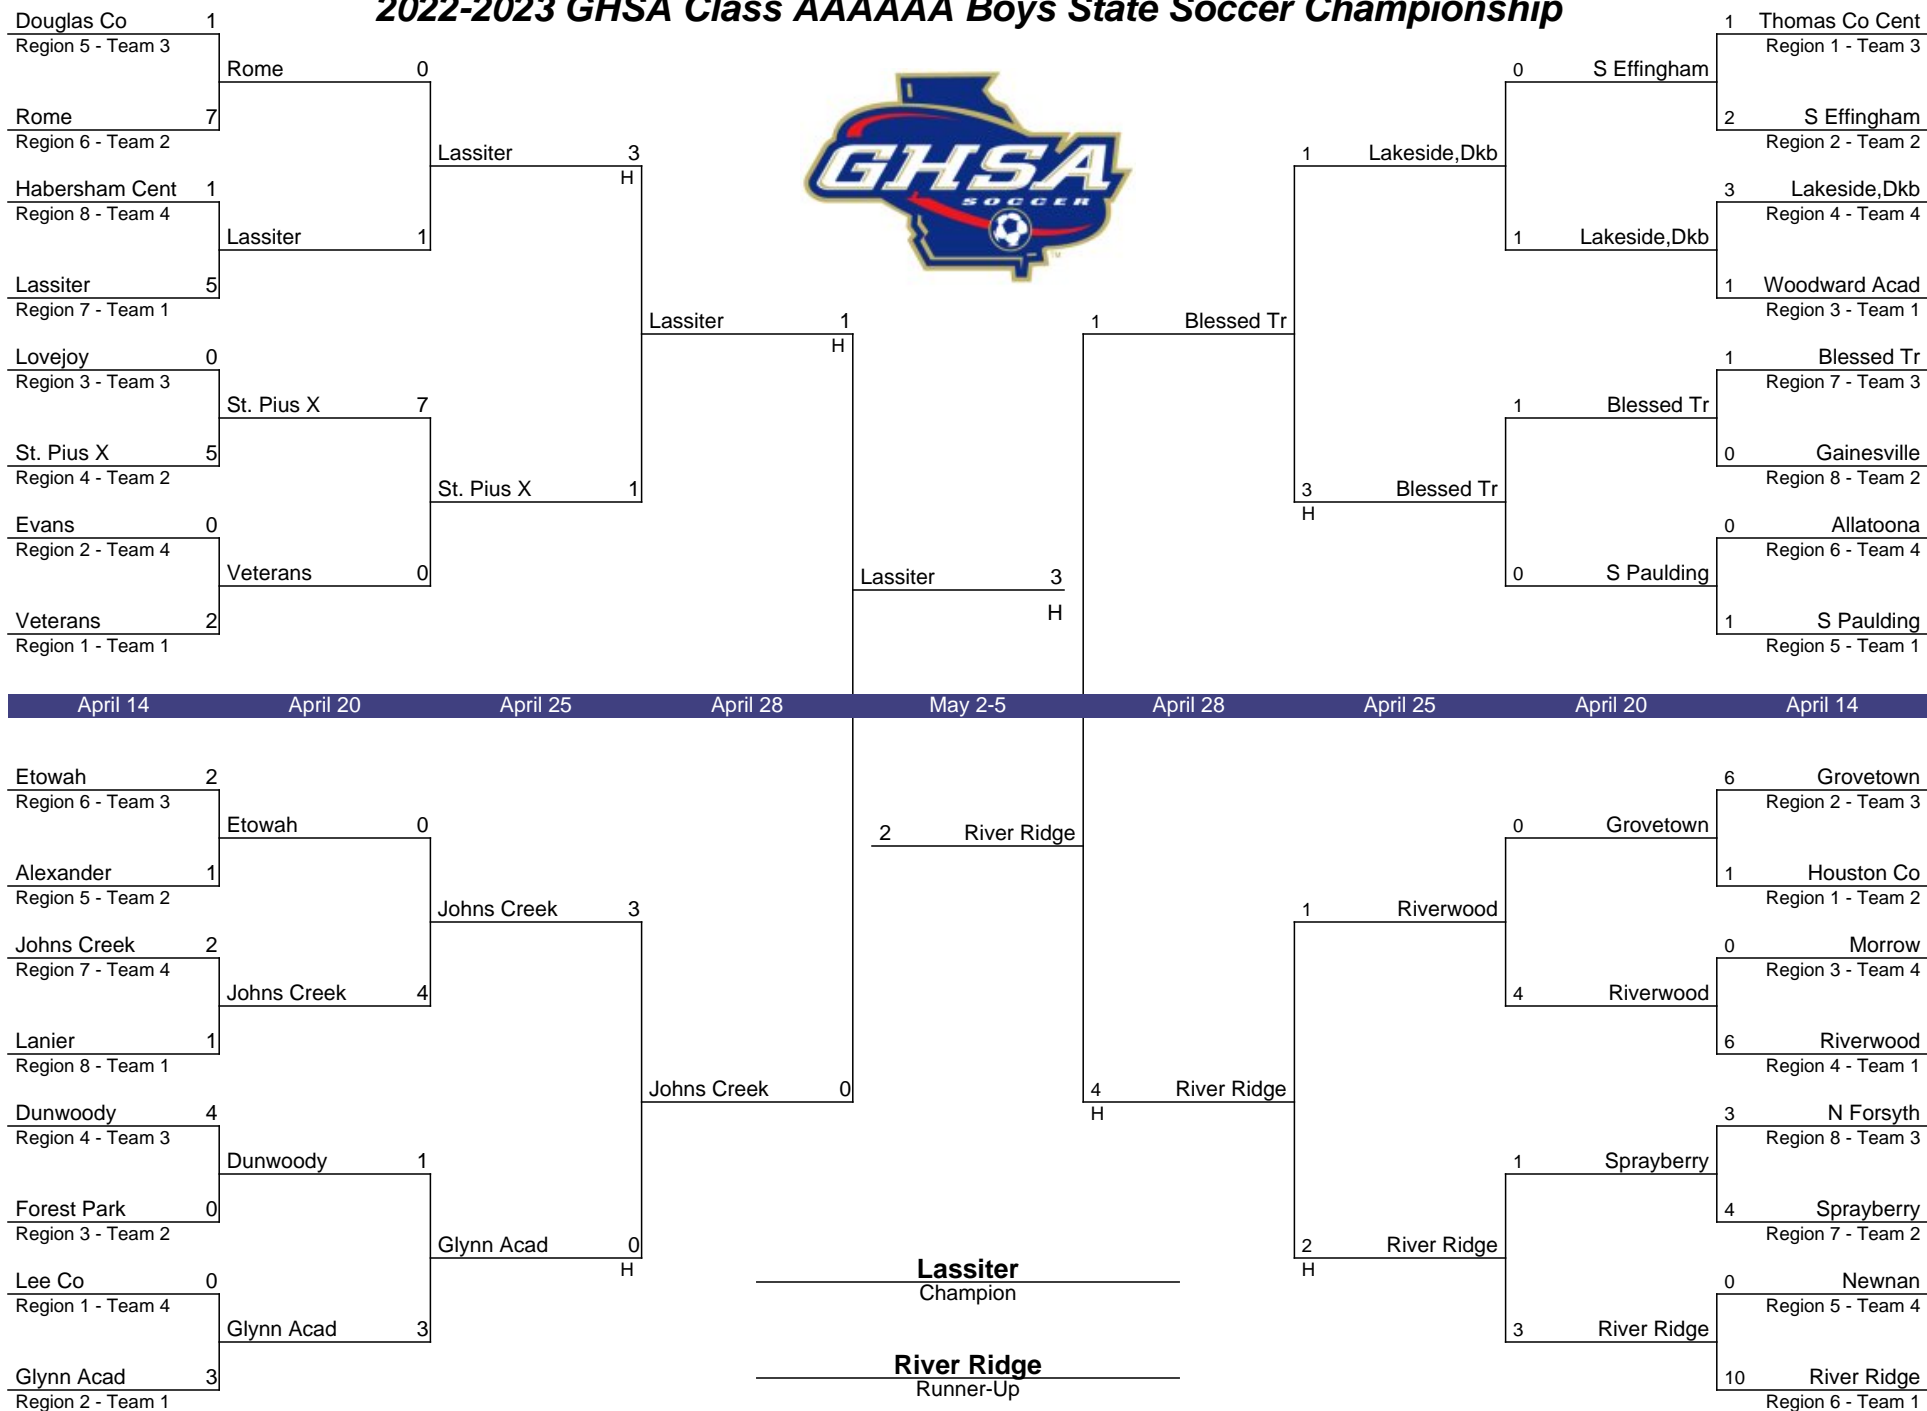 2022-2023 GHSA Class AAAAAA Boys State Soccer Championship
Douglas Co 1
Region 5 - Team 3
Rome 7
Region 6 - Team 2
Habersham Cent 1
Region 8 - Team 4
Lassiter 5
Region 7 - Team 1
Lovejoy 0
Region 3 - Team 3
St. Pius X 5
Region 4 - Team 2
Evans 0
Region 2 - Team 4
Veterans 2
Region 1 - Team 1
Rome 0
Lassiter 1
St. Pius X 7
Veterans 0
Lassiter 3
H
St. Pius X 1
Lassiter 1
H
GHSA
SOCCER
TM
Lassiter 3
H
1 Blessed Tr
1 Lakeside,Dkb
3 Blessed Tr
H
0 S Effingham
1 Lakeside,Dkb
1 Blessed Tr
0 S Paulding
1 Thomas Co Cent
Region 1 - Team 3
2 S Effingham
Region 2 - Team 2
3 Lakeside,Dkb
Region 4 - Team 4
1 Woodward Acad
Region 3 - Team 1
1 Blessed Tr
Region 7 - Team 3
0 Gainesville
Region 8 - Team 2
0 Allatoona
Region 6 - Team 4
1 S Paulding
Region 5 - Team 1
April 14 April 20 April 25 April 28 May 2-5 April 28 April 25 April 20 April 14
Etowah 2
Region 6 - Team 3
Alexander 1
Region 5 - Team 2
Johns Creek 2
Region 7 - Team 4
Lanier 1
Region 8 - Team 1
Dunwoody 4
Region 4 - Team 3
Forest Park 0
Region 3 - Team 2
Lee Co 0
Region 1 - Team 4
Glynn Acad 3
Region 2 - Team 1
Etowah 0
Johns Creek 4
Dunwoody 1
Glynn Acad 3
Johns Creek 3
Glynn Acad 0
H
Johns Creek 0
2 River Ridge
Lassiter
Champion
River Ridge
Runner-Up
4 River Ridge
H
1 Riverwood
2 River Ridge
H
0 Grovetown
4 Riverwood
1 Sprayberry
3 River Ridge
6 Grovetown
Region 2 - Team 3
1 Houston Co
Region 1 - Team 2
0 Morrow
Region 3 - Team 4
6 Riverwood
Region 4 - Team 1
3 N Forsyth
Region 8 - Team 3
4 Sprayberry
Region 7 - Team 2
0 Newnan
Region 5 - Team 4
10 River Ridge
Region 6 - Team 1